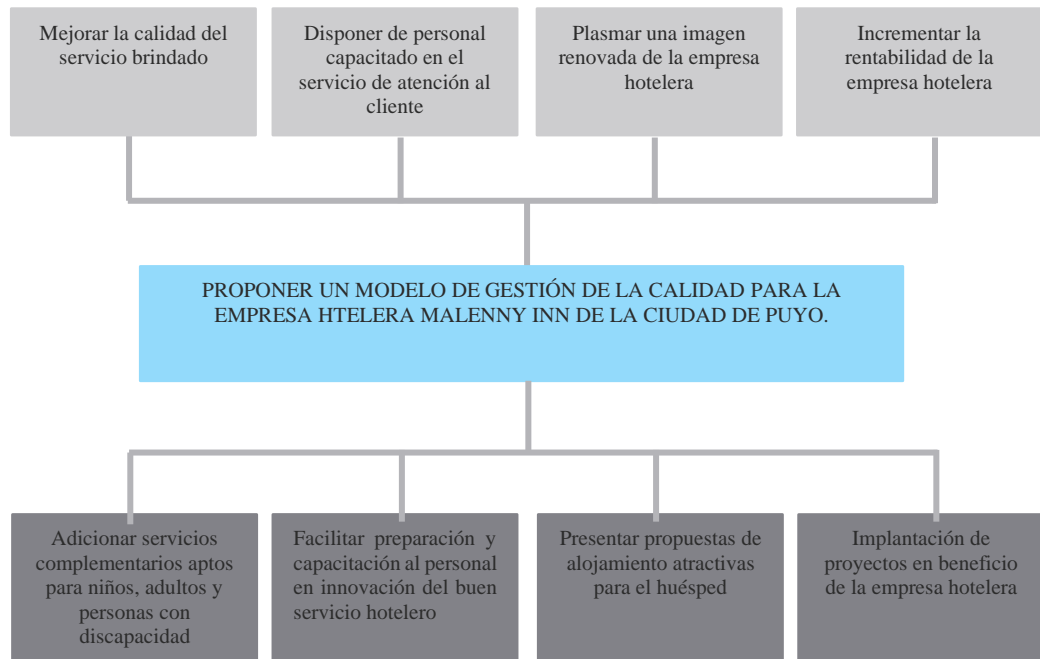 Mejorar la calidad del
servicio brindado
Disponer de personal
capacitado en el
servicio de atención al
cliente
Plasmar una imagen
renovada de la empresa
hotelera
Incrementar la
rentabilidad de la
empresa hotelera
PROPONER UN MODELO DE GESTIÓN DE LA CALIDAD PARA LA
EMPRESA HTELERA MALENNY INN DE LA CIUDAD DE PUYO.
Adicionar servicios
complementarios aptos
para niños, adultos y
personas con
discapacidad
Facilitar preparación y
capacitación al personal
en innovación del buen
servicio hotelero
Presentar propuestas de
alojamiento atractivas
para el huésped
Implantación de
proyectos en beneficio
de la empresa hotelera